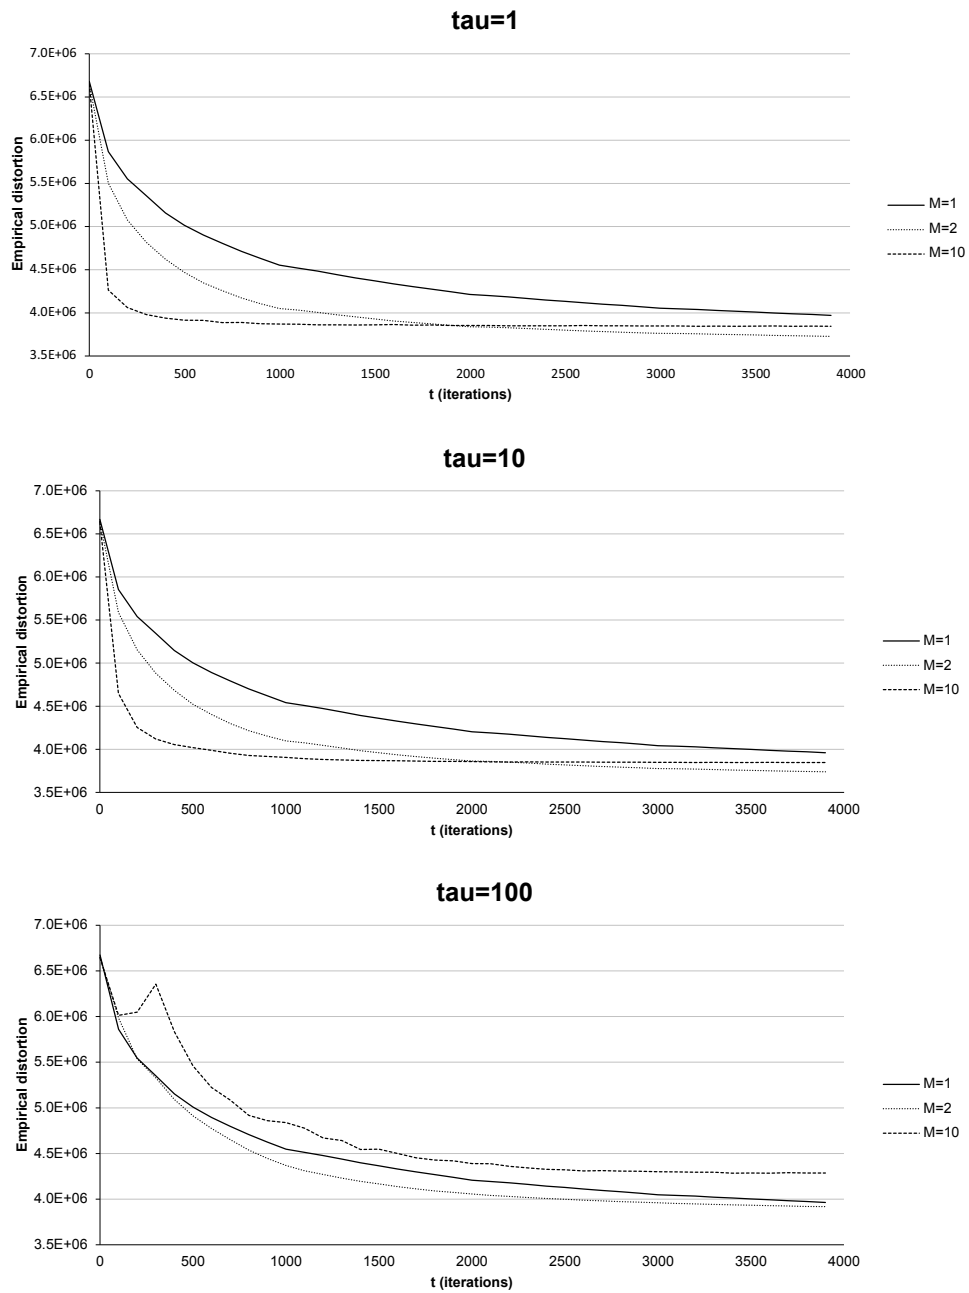 tau=1
7.0E+06
6.5E+06
6.0E+06
5.5E+06
5.0E+06
4.5E+06
4.0E+06
3.5E+06
Empirical distortion
0 500 1000 1500 2000 2500 3000 3500 4000
t (iterations)
M=1
M=2
M=10
tau=10
7.0E+06
6.5E+06
6.0E+06
5.5E+06
5.0E+06
4.5E+06
4.0E+06
3.5E+06
Empirical distortion
0 500 1000 1500 2000 2500 3000 3500 4000
t (iterations)
M=1
M=2
M=10
tau=100
7.0E+06
6.5E+06
6.0E+06
5.5E+06
5.0E+06
4.5E+06
4.0E+06
3.5E+06
Empirical distortion
0 500 1000 1500 2000 2500 3000 3500 4000
t (iterations)
M=1
M=2
M=10